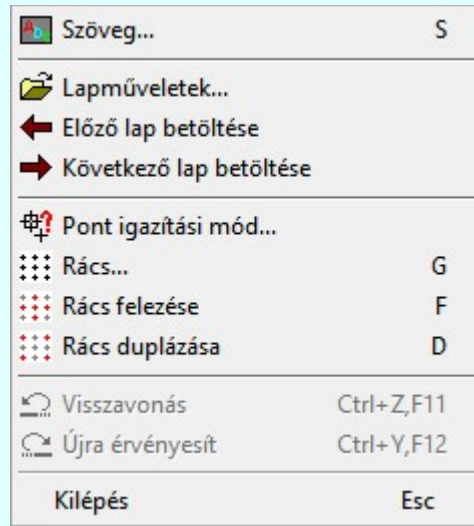 Szöveg... S
Lapműveletek...
Előző lap betöltése
Következő lap betöltése
Pont igazítási mód...
Rács... G
Rács felezése F
Rács duplázása D
Visszavonás Ctrl+Z,F11
Újra érvényesít Ctrl+Y,F12
Kilépés Esc